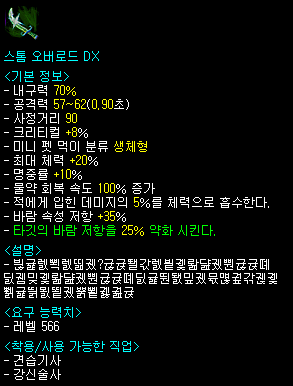 스톰 오버로드 DX
<기본 정보>
- 내구력 70%
- 공격력 57~62(0,90초)
- 사정거리 90
- 크리티컬 +8%
- 미니 펫 먹이 분류 생체형
- 최대 체력 +20%
- 명중률 +10%
- 물약 회복 속도 100% 증가
- 적에게 입힌 데미지의 5%를 체력으로 흡수한다.
- 바람 속성 저항 +35%
- 타깃의 바람 저항을 25% 약화 시킨다.
<설명>
<요구 능력치>
- 레벨 566
<착용/사용 가능한 직업>
- 견습기사
- 강신술사